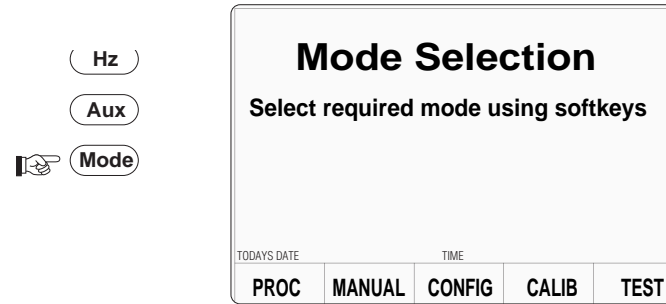 Hz
Aux
Mode
Mode Selection
Select required mode using softkeys
TODAYS DATE TIME
PROC MANUAL CONFIG CALIB TEST